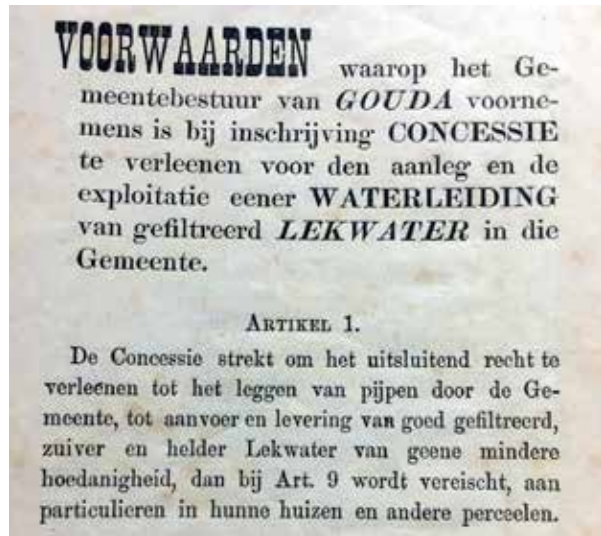 VOORWAARDEN waarop het Ge-
meentebestuur van GOUDA voorne-
mens is bij inschrijving CONCESSIE
te verleenen voor den aanleg en de
exploitatie eener WATERLEIDING
van gefiltreerd LEKWATER in die
Gemeente.
ARTIKEL 1.
De Concessie strekt om het uitsluitend recht te
verleenen tot het leggen van pijpen door de Ge-
meente, tot aanvoer en levering van goed gefiltreerd,
zuiver en helder Lekwater van geene mindere
hoedanigheid, dan bij Art. 9 wordt vereischt, aan
particulieren in hunne huizen en andere perceelen.